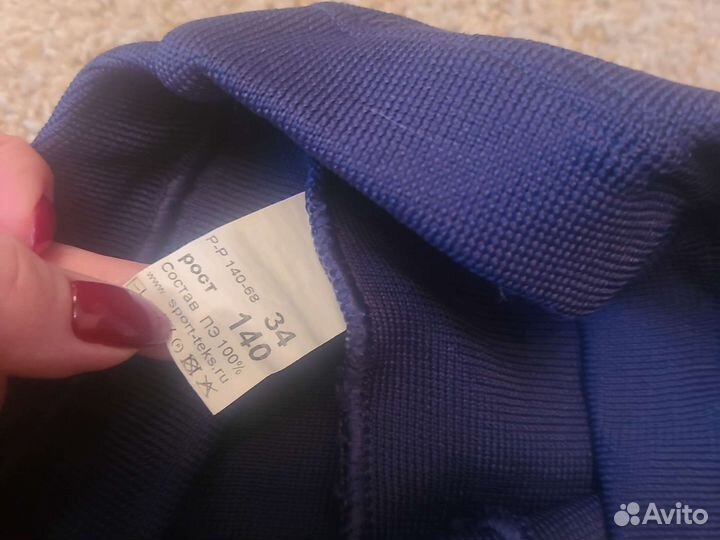 Р-Р 140-68
34
рост 140
Состав ПЭ 100%
www.sport-teks.ru
Avito